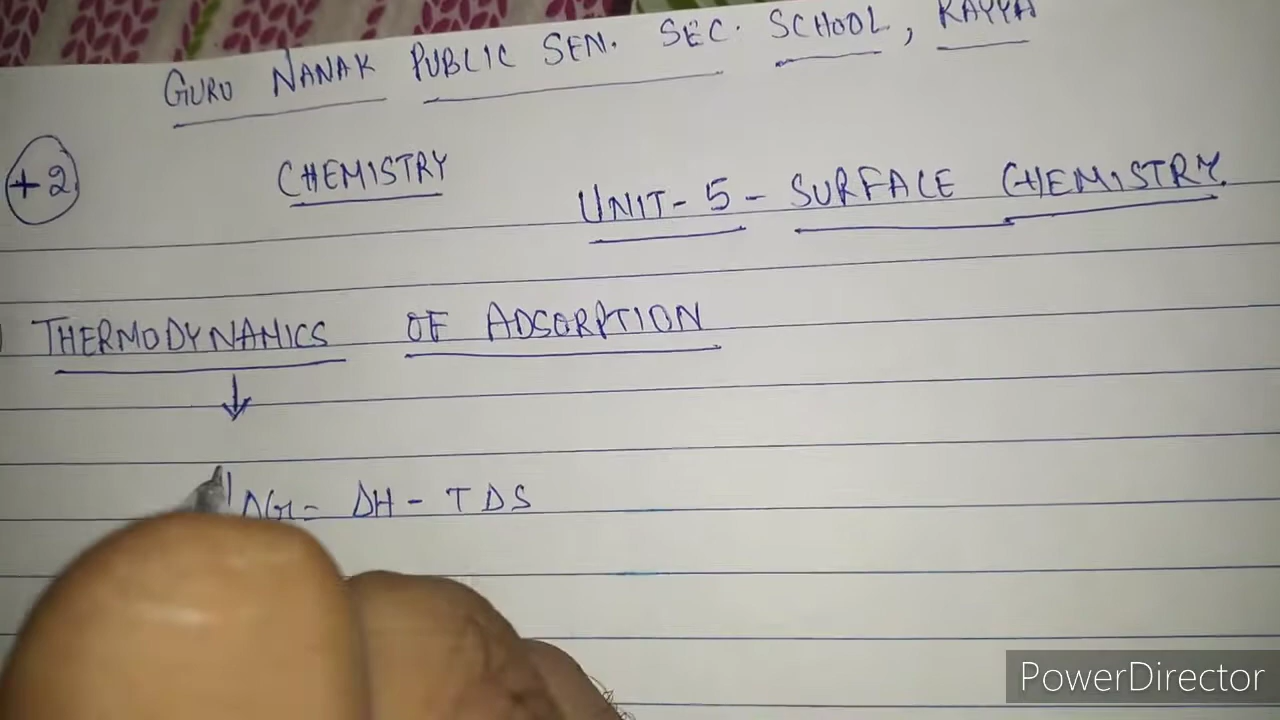 GURU NANAK PUBLIC SEN. SEC. SCHOOL, KAYYA
+2
CHEMISTRY
UNIT-5- SURFACE CHEMISTRY
THERMODYNAMICS OF ADSORPTION
↓
ΔG = ΔH - TΔS
PowerDirector